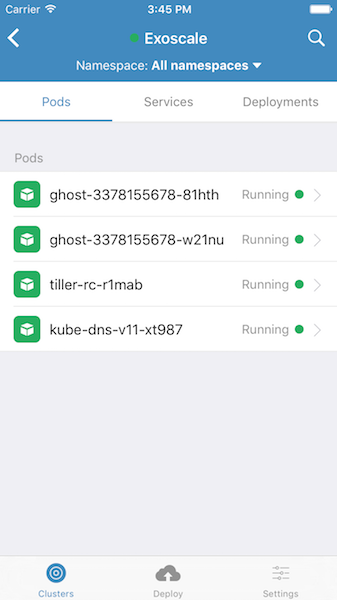 Carrier 3:45 PM
Exoscale
Namespace: All namespaces
Pods Services Deployments
Pods
ghost-3378155678-81hth Running
ghost-3378155678-w21nu Running
tiller-rc-r1mab Running
kube-dns-v11-xt987 Running
Clusters Deploy Settings